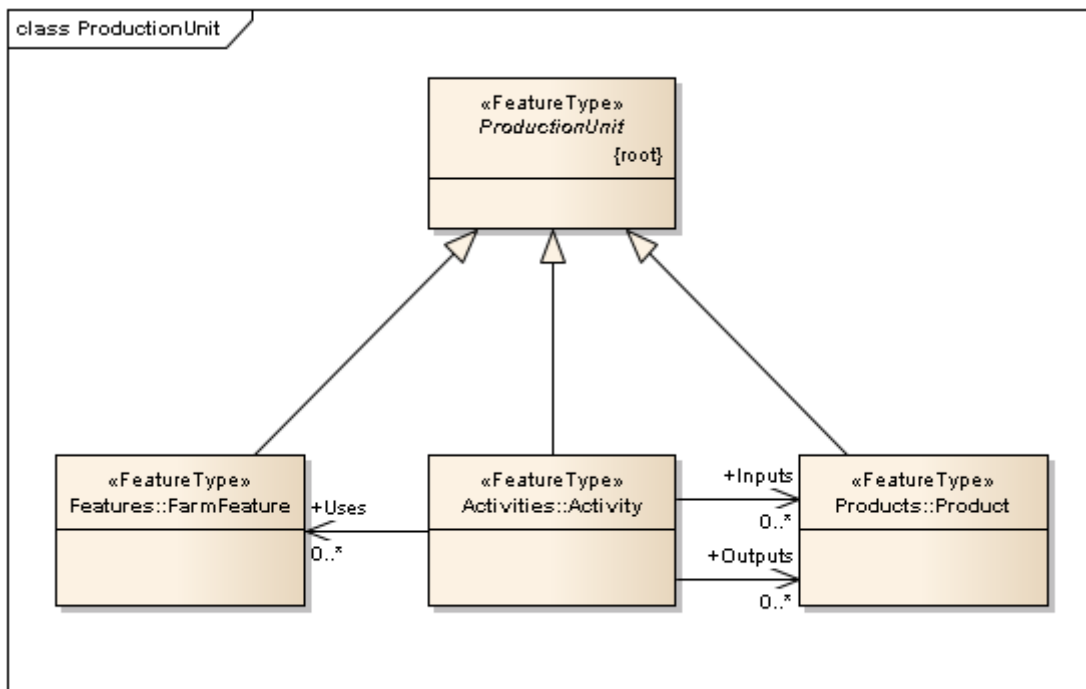 class ProductionUnit
«FeatureType»
ProductionUnit
{root}
«FeatureType»
Features::FarmFeature
+Uses
0..*
«FeatureType»
Activities::Activity
+Inputs
0..*
+Outputs
0..*
«FeatureType»
Products::Product